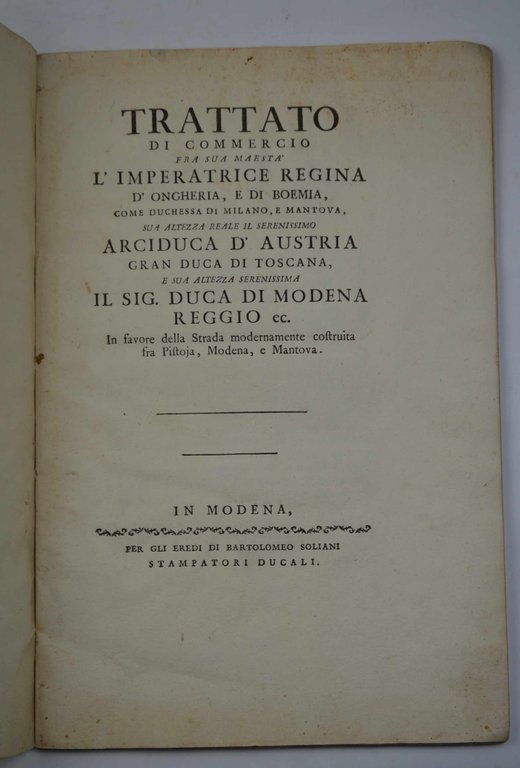 TRATTATO
DI COMMERCIO
FRA SUA MAESTA'
L' IMPERATRICE REGINA
D' ONGHERIA, E DI BOEMIA,
COME DUCHESSA DI MILANO, E MANTOVA,
SUA ALTEZZA REALE IL SERENISSIMO
ARCIDUCA D' AUSTRIA
GRAN DUCA DI TOSCANA,
E SUA ALTEZZA SERENISSIMA
IL SIG. DUCA DI MODENA
REGGIO ec.
In favore della Strada modernamente coſtruita
fra Piſtoja, Modena, e Mantova.
IN MODENA,
PER GLI EREDI DI BARTOLOMEO SOLIANI
STAMPATORI DUCALI.